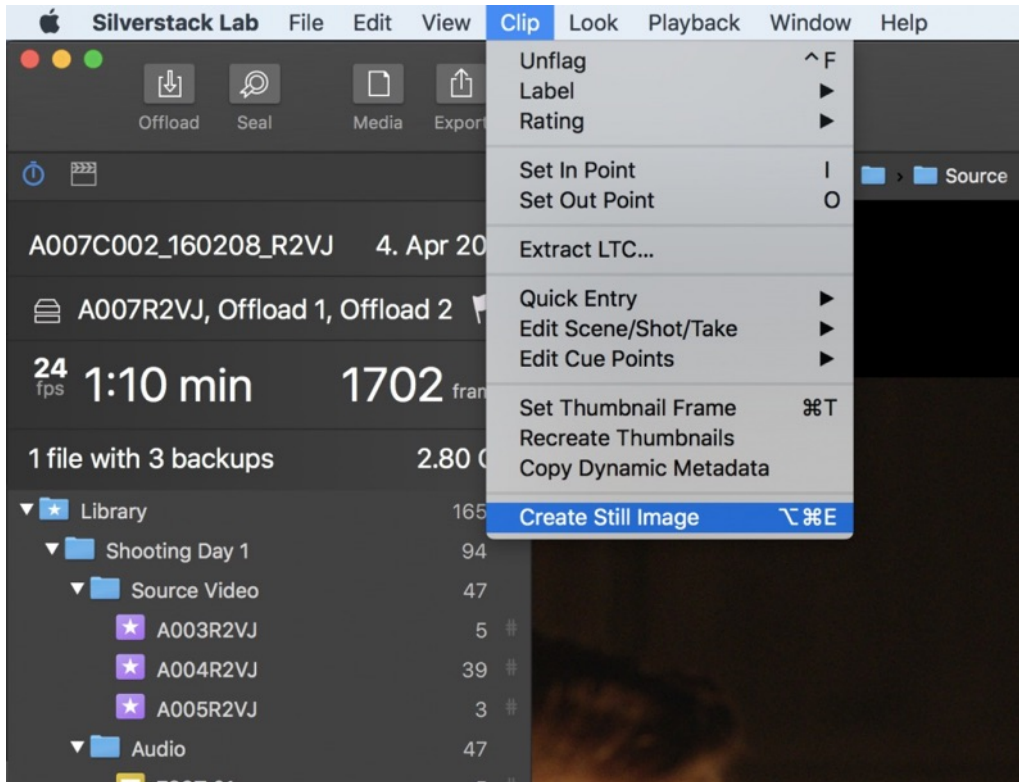 Silverstack Lab File Edit View Clip Look Playback Window Help
Offload Seal Media Export
Unflag ^ F
Label
Rating
Set In Point I
Set Out Point O
Extract LTC...
Quick Entry
Edit Scene/Shot/Take
Edit Cue Points
Set Thumbnail Frame ⌘T
Recreate Thumbnails
Copy Dynamic Metadata
Create Still Image ⌥⌘E
› Source
A007C002_160208_R2VJ 4. Apr 20
A007R2VJ, Offload 1, Offload 2
24 fps 1:10 min 1702
1 file with 3 backups 2.80
Library 165
Shooting Day 1 94
Source Video 47
A003R2VJ 5 #
A004R2VJ 39 #
A005R2VJ 3 #
Audio 47